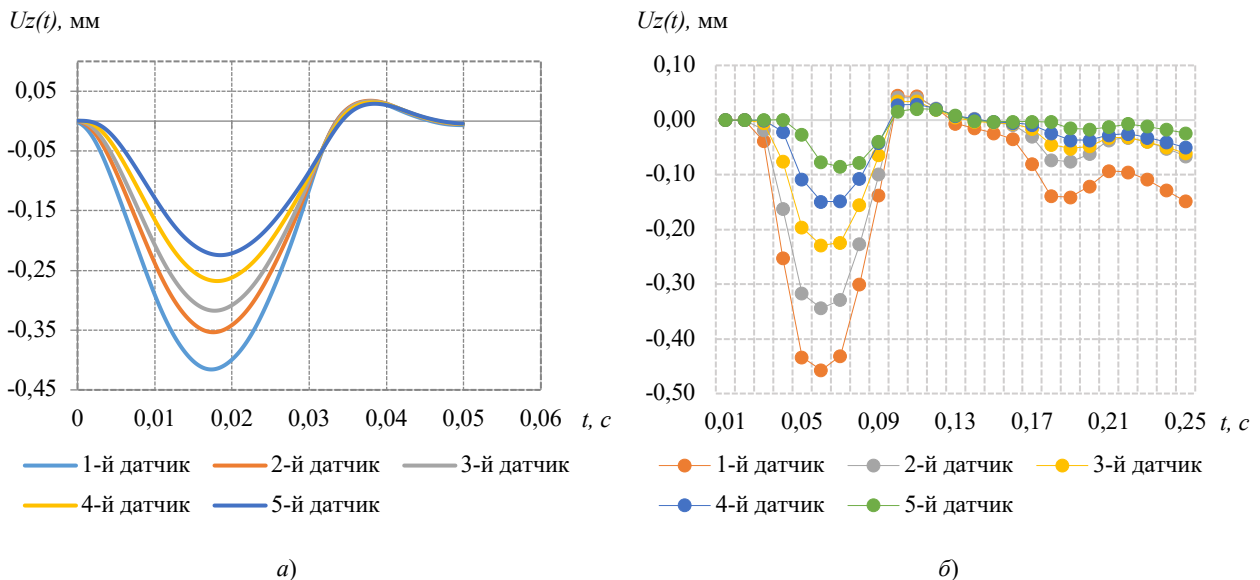 Uz(t), мм
0,05
-0,05
-0,15
-0,25
-0,35
-0,45
0 0,01 0,02 0,03 0,04 0,05 0,06 t, с
1-й датчик 2-й датчик 3-й датчик
4-й датчик 5-й датчик
а)
Uz(t), мм
0,10
0,00
-0,10
-0,20
-0,30
-0,40
-0,50
0,01 0,05 0,09 0,13 0,17 0,21 0,25 t, с
1-й датчик 2-й датчик 3-й датчик
4-й датчик 5-й датчик
б)